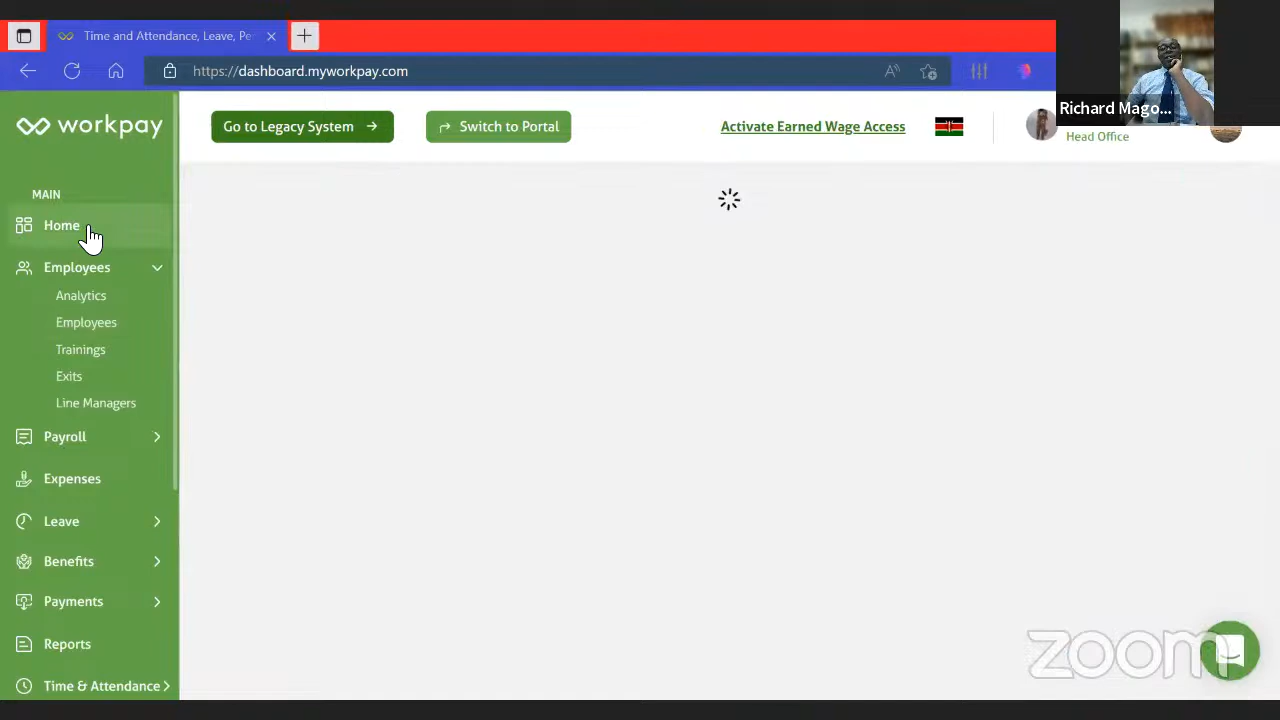 Time and Attendance, Leave, Pe
https://dashboard.myworkpay.com
Richard Mago...
workpay
Go to Legacy System
Switch to Portal
Activate Earned Wage Access
Head Office
MAIN
Home
Employees
Analytics
Employees
Trainings
Exits
Line Managers
Payroll
Expenses
Leave
Benefits
Payments
Reports
Time & Attendance
zoom